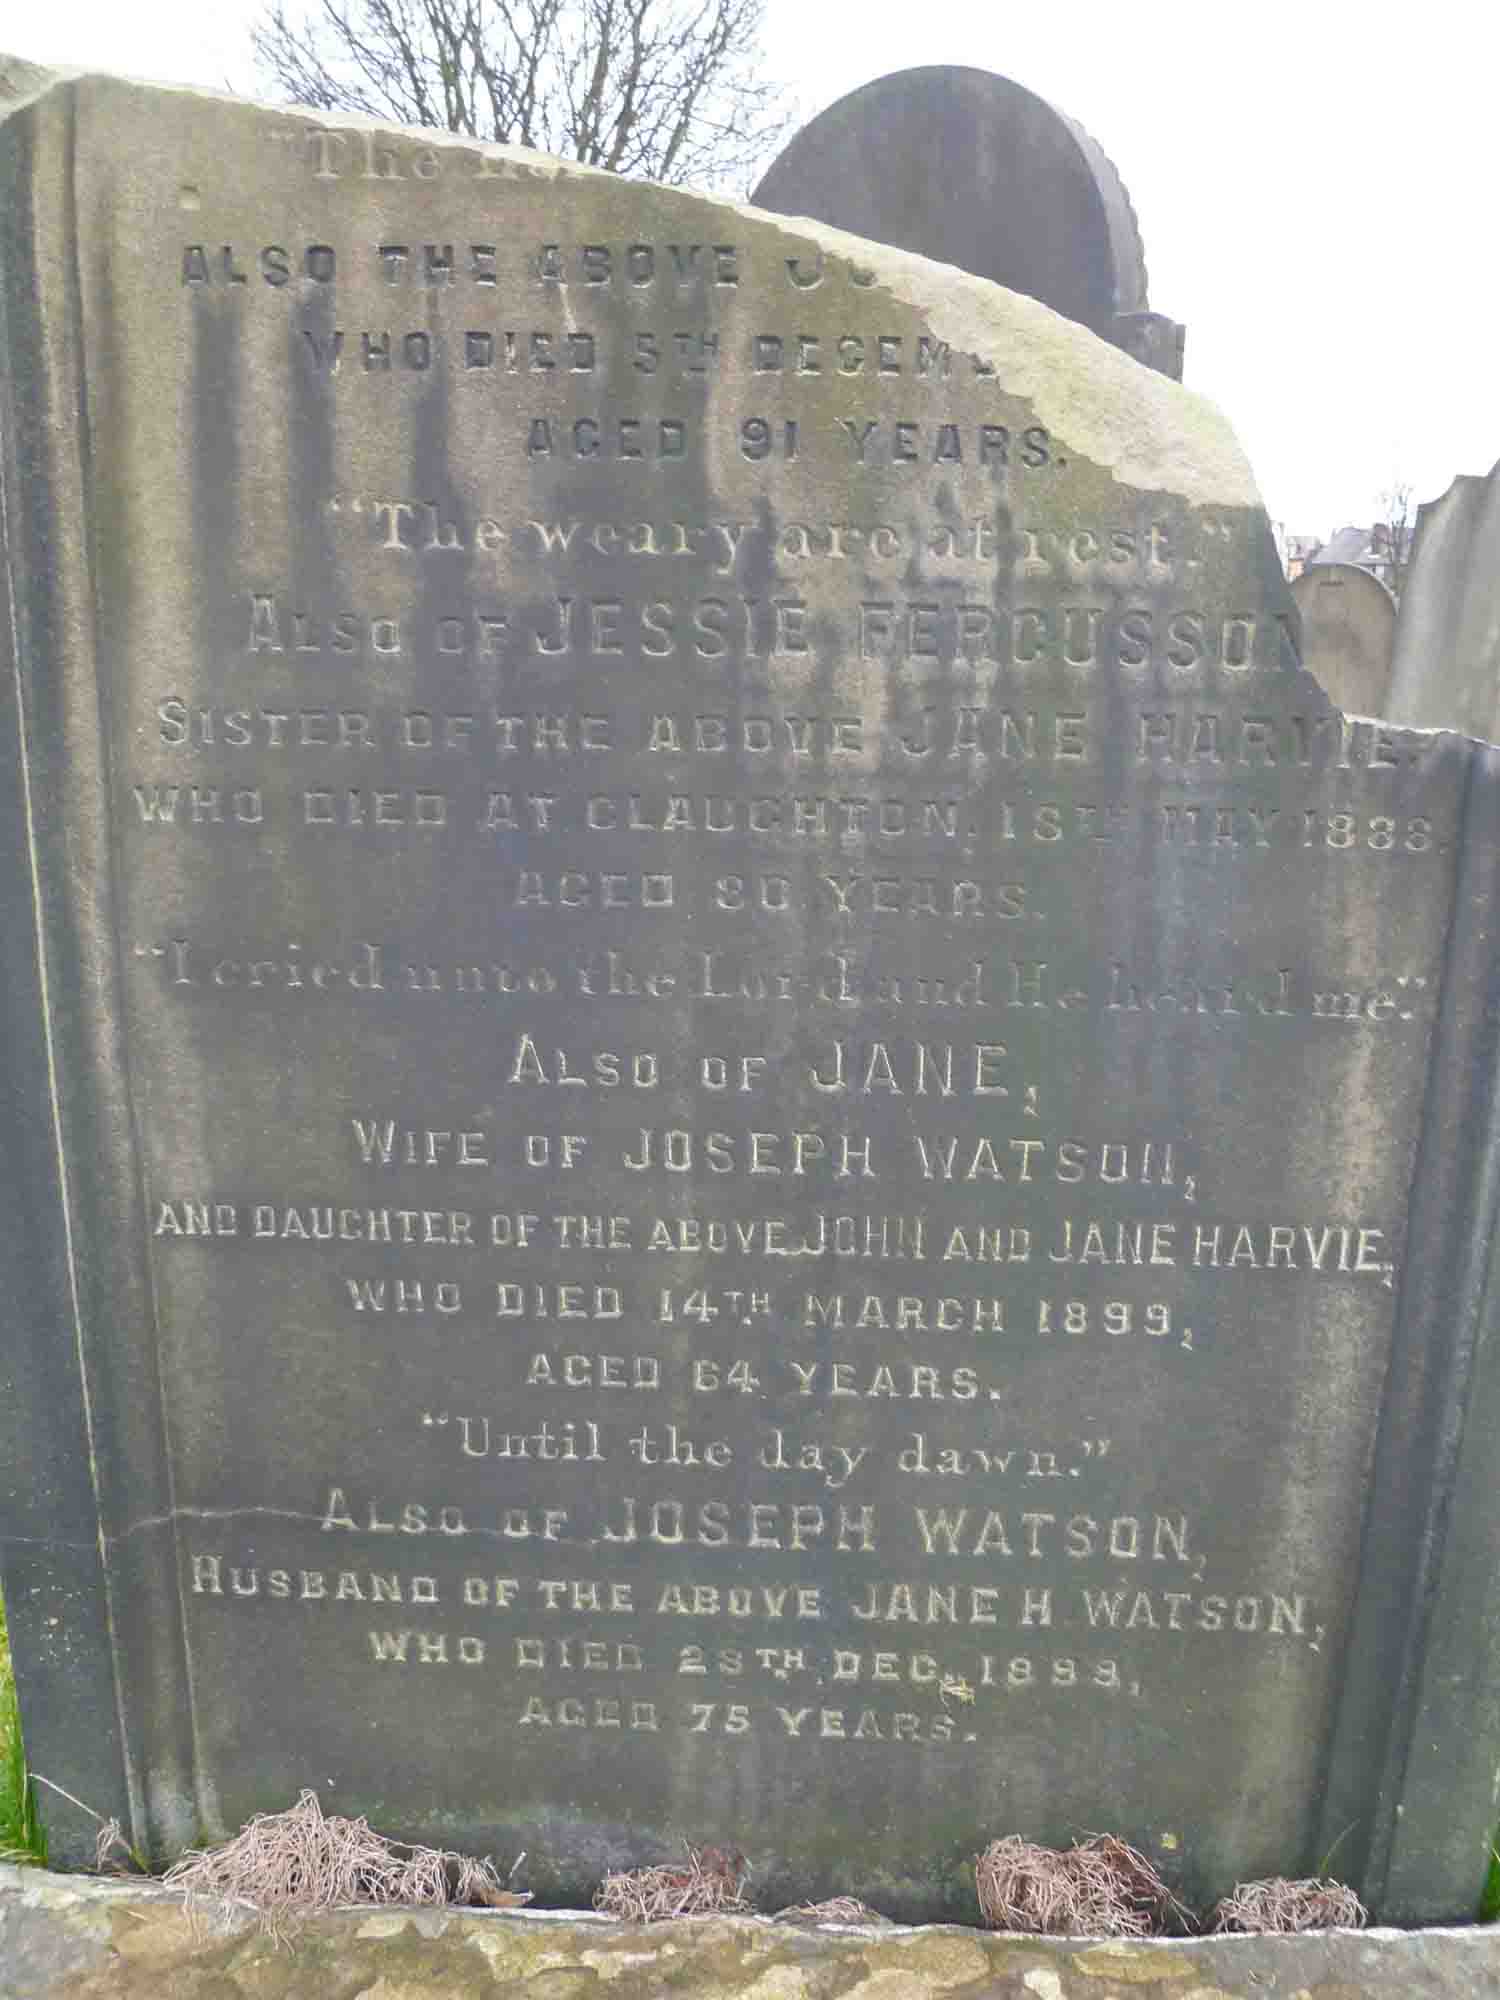 "The
ALSO THE ABOVE
WHO DIED 5TH DECEM
AGED 91 YEARS.
"The weary are at rest."
ALSO OF JESSIE FERGUSSON
SISTER OF THE ABOVE JANE HARVIE,
WHO DIED AT CLAUGHTON, 18TH MAY 1888,
AGED 80 YEARS.
"I cried unto the Lord and He heard me."
ALSO OF JANE,
WIFE OF JOSEPH WATSON,
AND DAUGHTER OF THE ABOVE JOHN AND JANE HARVIE,
WHO DIED 14TH MARCH 1899,
AGED 64 YEARS.
"Until the day dawn."
ALSO OF JOSEPH WATSON,
HUSBAND OF THE ABOVE JANE H WATSON,
WHO DIED 28TH DEC.
AGED 75 YEARS.